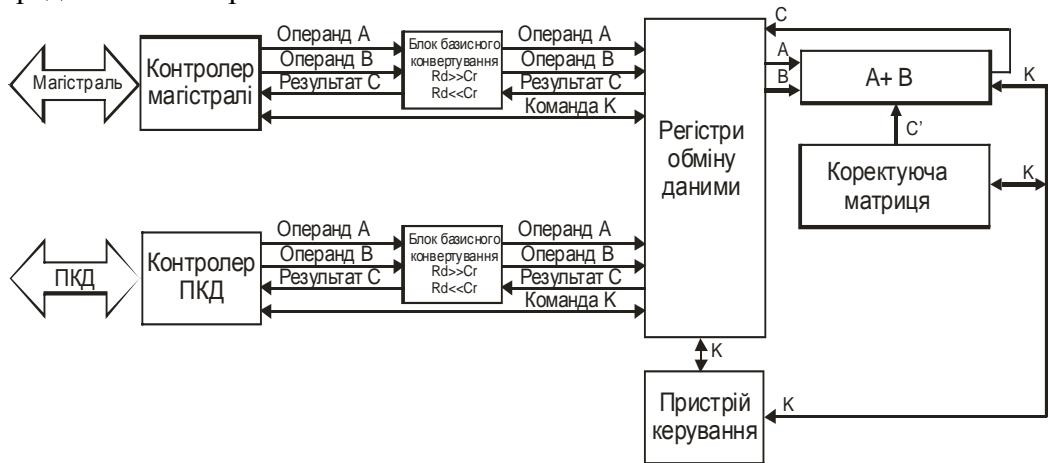 Операнд А
Операнд В
Результат С
Команда К
Блок базисного
конвертування
Rd>>Cr
Rd<<Cr
Операнд А
Операнд В
Результат С
Магістраль
Контролер
магістралі
Регістри
обміну
даними
С
А
В
А+ В
К
С’
Коректуюча
матриця
К
Операнд А
Операнд В
Результат С
Команда К
Блок базисного
конвертування
Rd>>Cr
Rd<<Cr
Операнд А
Операнд В
Результат С
ПКД
Контролер
ПКД
К
Пристрій
керування
К